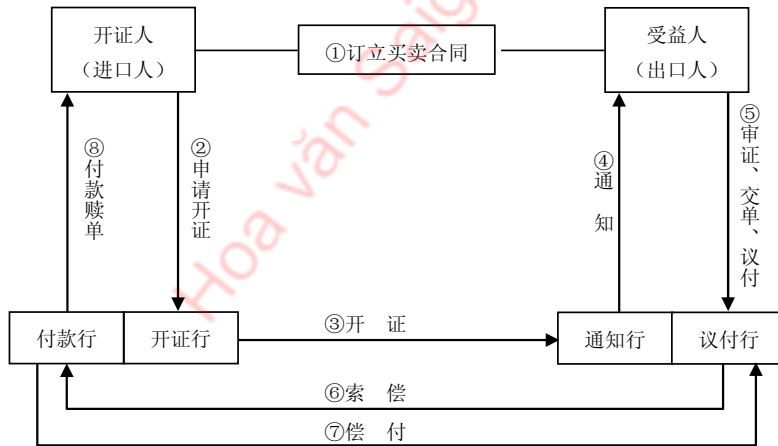 开证人
（进口人）
①订立买卖合同
受益人
（出口人）
⑧付款赎单
②申请开证
④通 知
⑤审证、交单、议付
付款行
开证行
③开 证
通知行
议付行
⑥索 偿
⑦偿 付
Hoa văn Saig